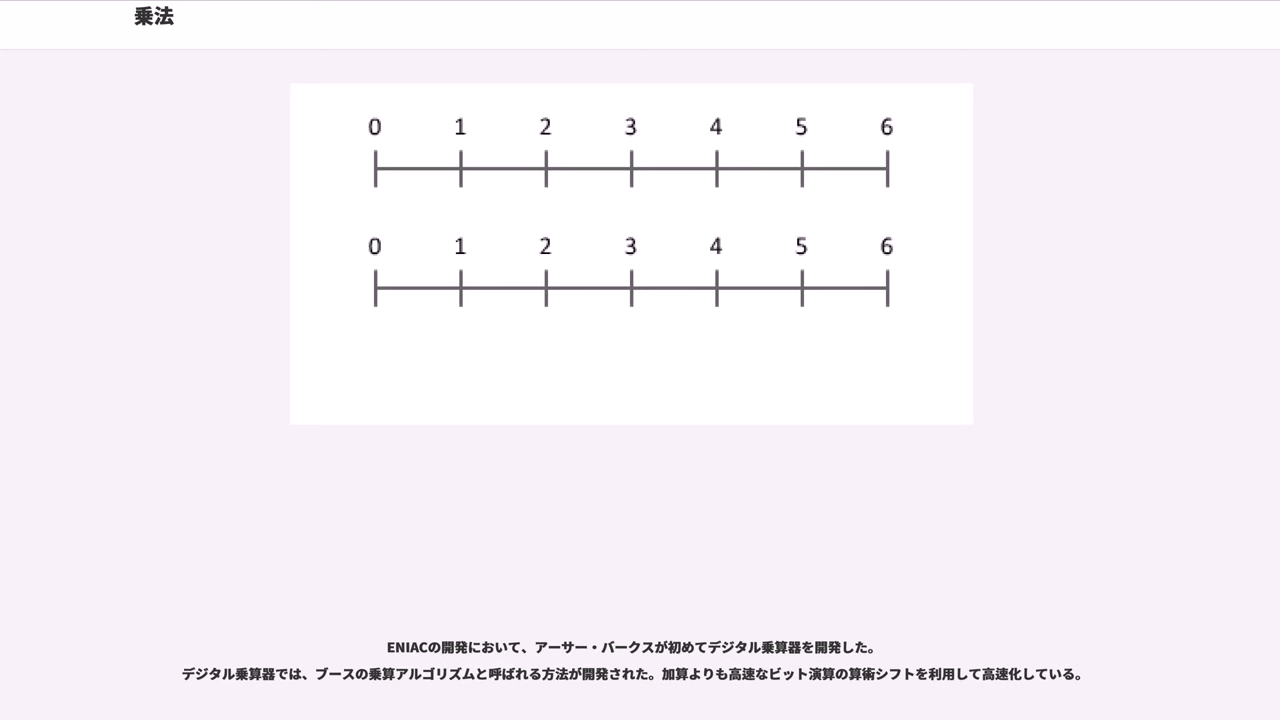 乗法
0 1 2 3 4 5 6
0 1 2 3 4 5 6
ENIACの開発において、アーサー・バークスが初めてデジタル乗算器を開発した。
デジタル乗算器では、ブースの乗算アルゴリズムと呼ばれる方法が開発された。加算よりも高速なビット演算の算術シフトを利用して高速化している。